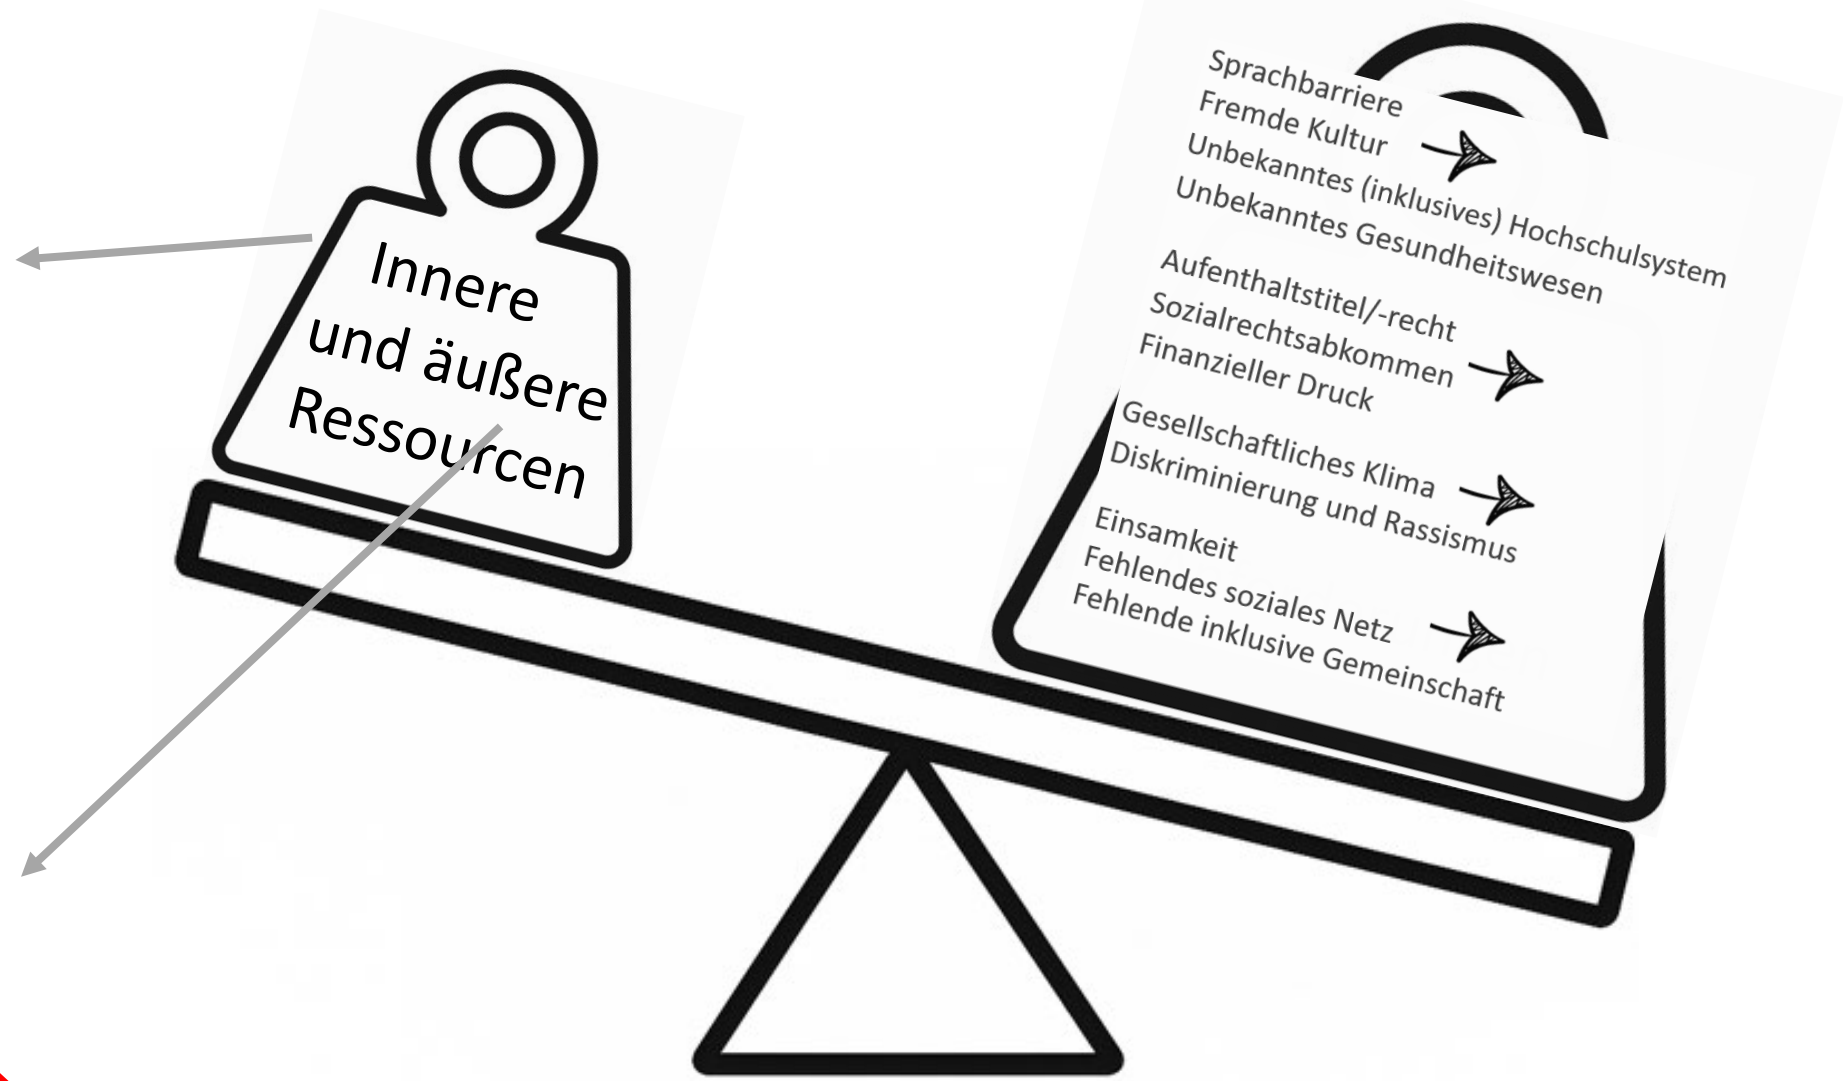 Innere
und äußere
Ressourcen
Sprachbarriere
Fremde Kultur
Unbekanntes (inklusives) Hochschulsystem
Unbekanntes Gesundheitswesen
Aufenthaltstitel/-recht
Sozialrechtsabkommen
Finanzieller Druck
Gesellschaftliches Klima
Diskriminierung und Rassismus
Einsamkeit
Fehlendes soziales Netz
Fehlende inklusive Gemeinschaft